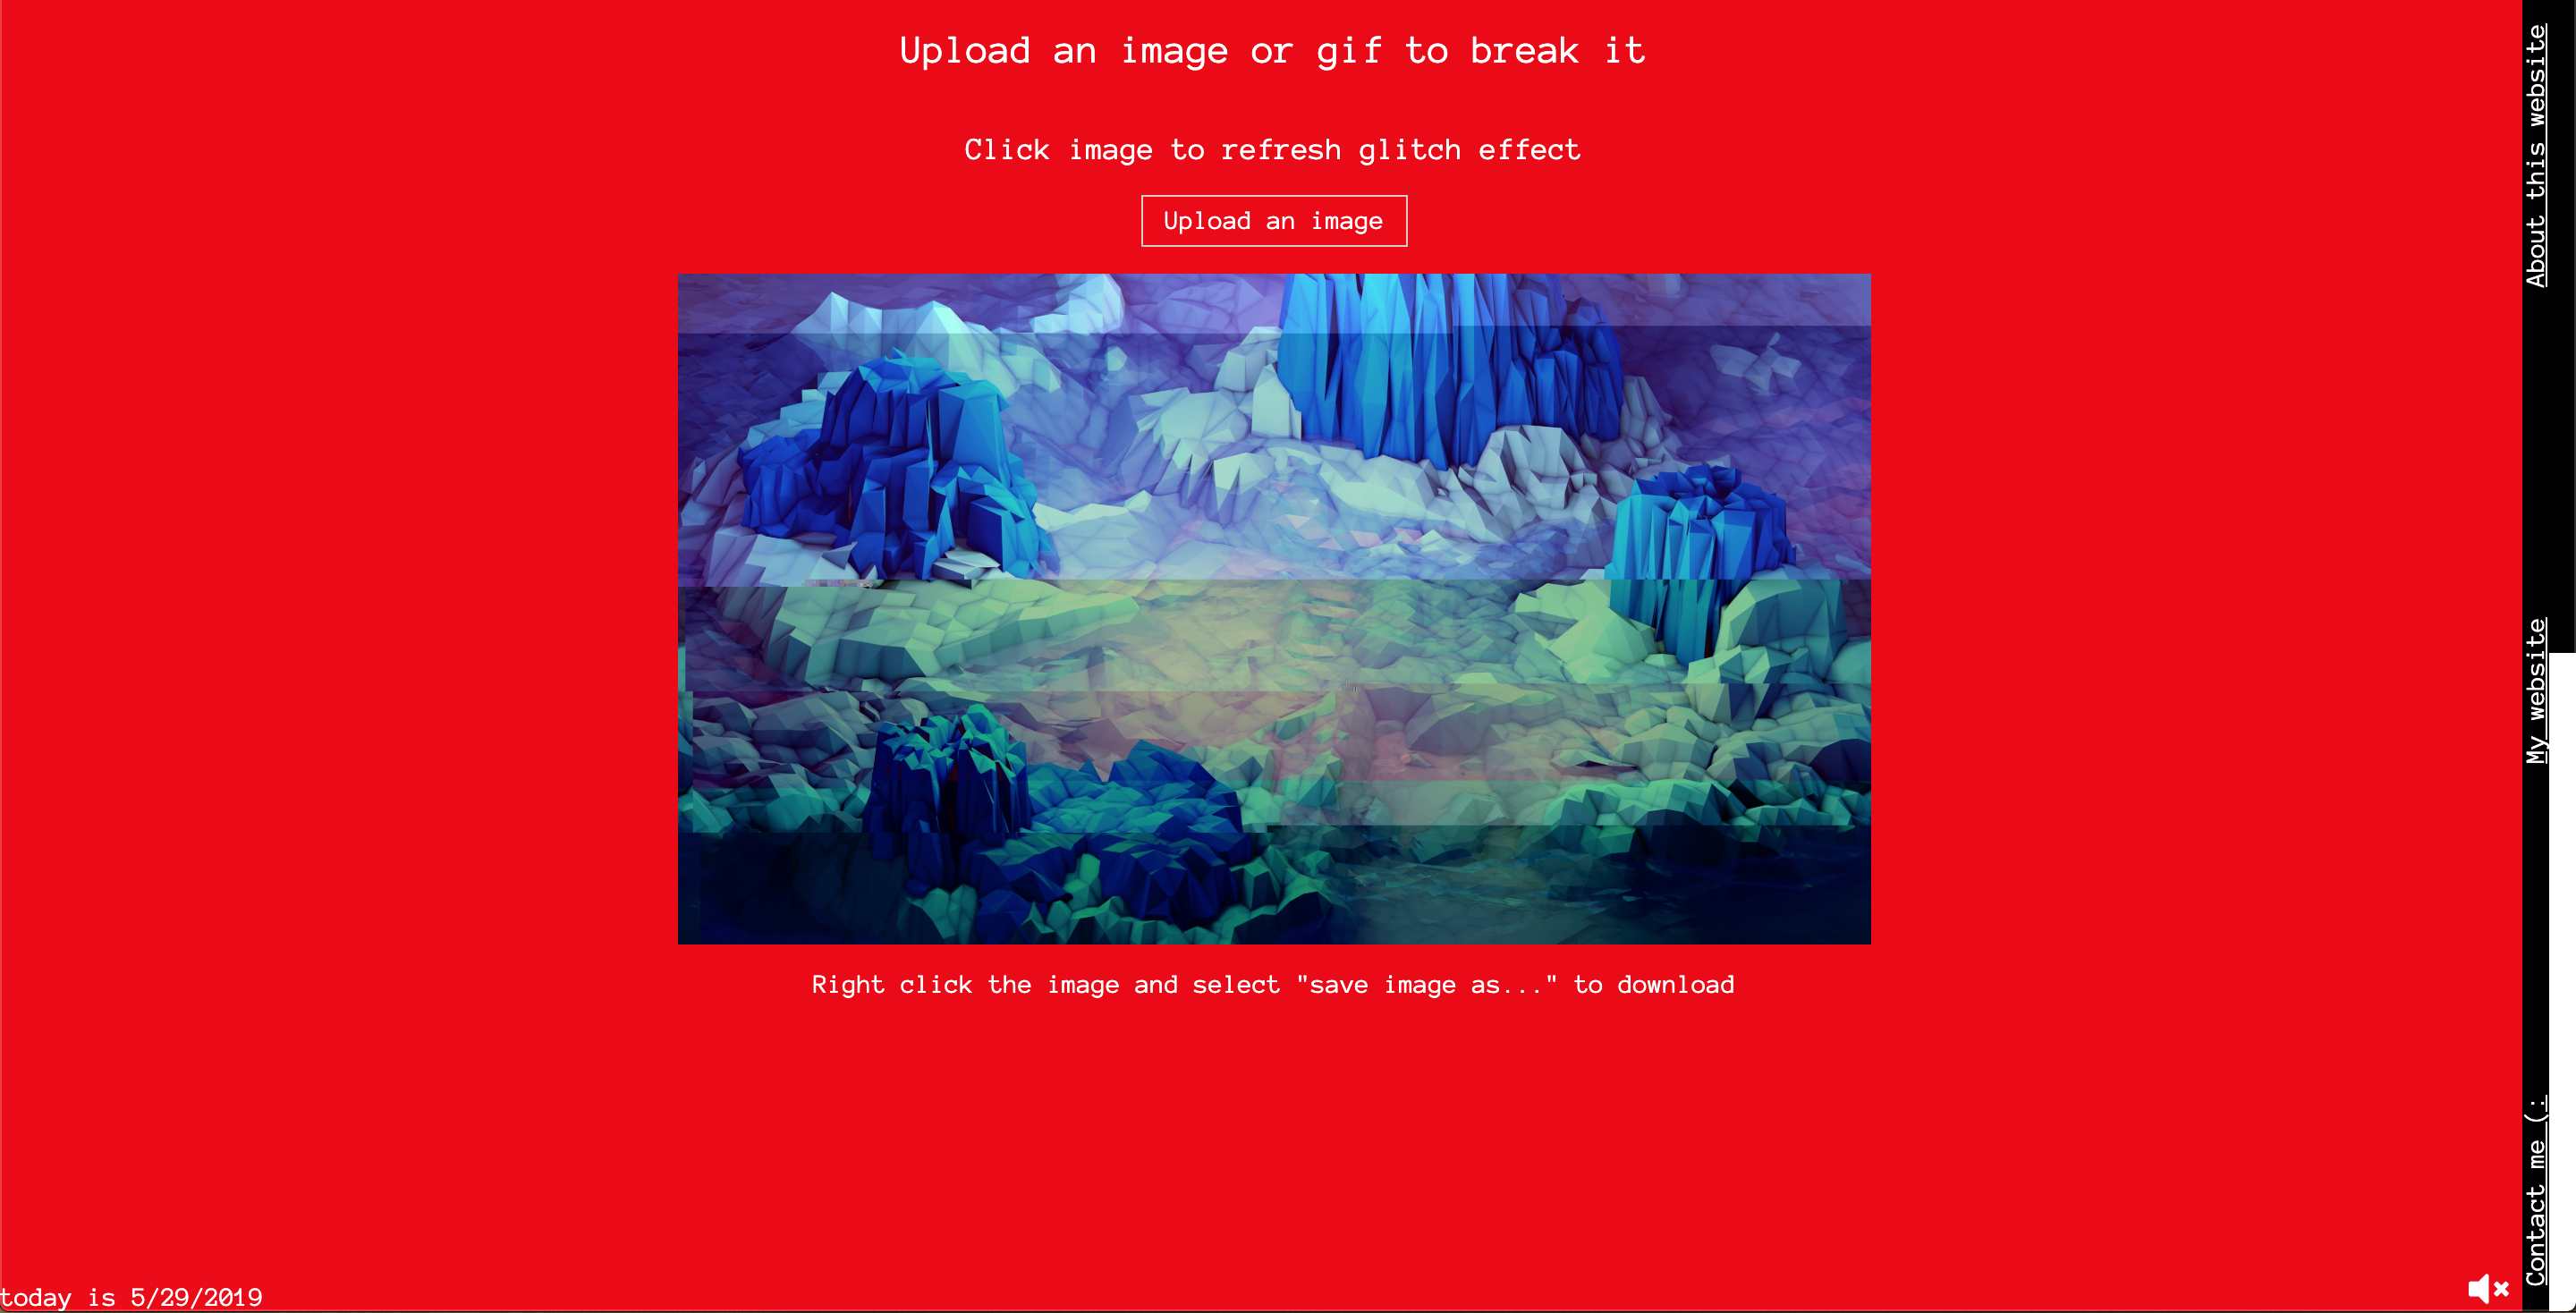 Upload an image or gif to break it
Click image to refresh glitch effect
Upload an image
Right click the image and select "save image as..." to download
today is 5/29/2019
About this website
My website
Contact me (: